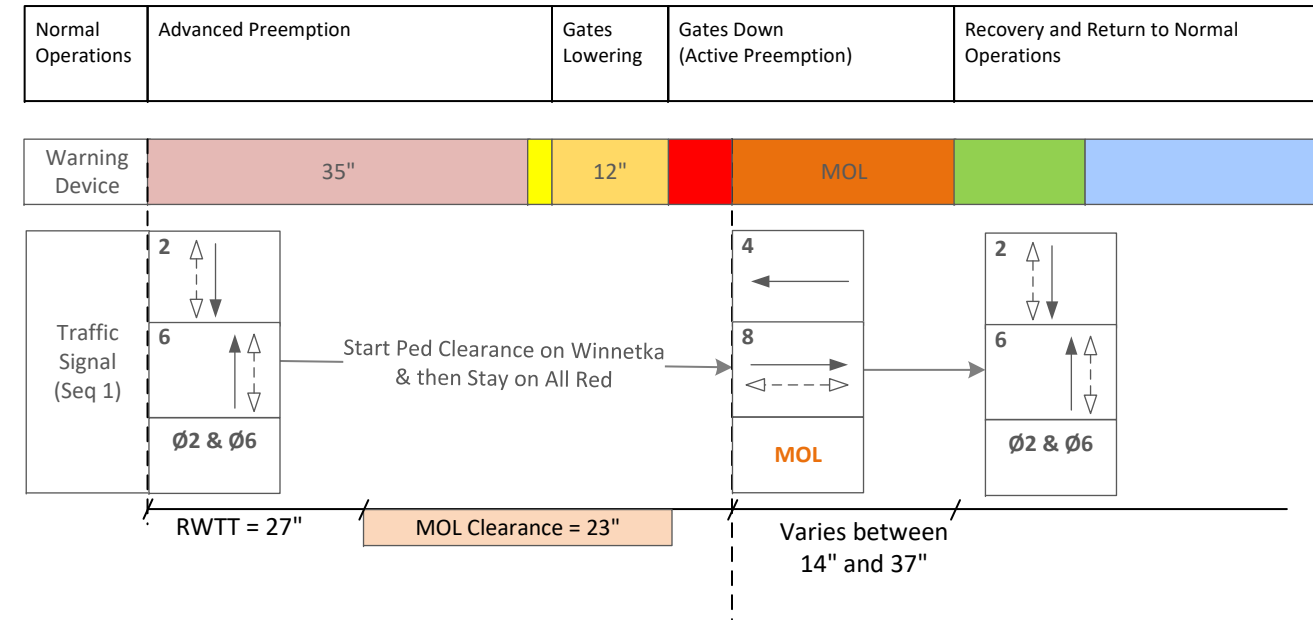 Normal
Operations
Advanced Preemption
Gates
Lowering
Gates Down
(Active Preemption)
Recovery and Return to Normal
Operations
Warning
Device
35"
12"
MOL
Traffic
Signal
(Seq 1)
2
6
Ø2 & Ø6
Start Ped Clearance on Winnetka
& then Stay on All Red
4
8
MOL
2
6
Ø2 & Ø6
RWTT = 27"
MOL Clearance = 23"
Varies between
14" and 37"